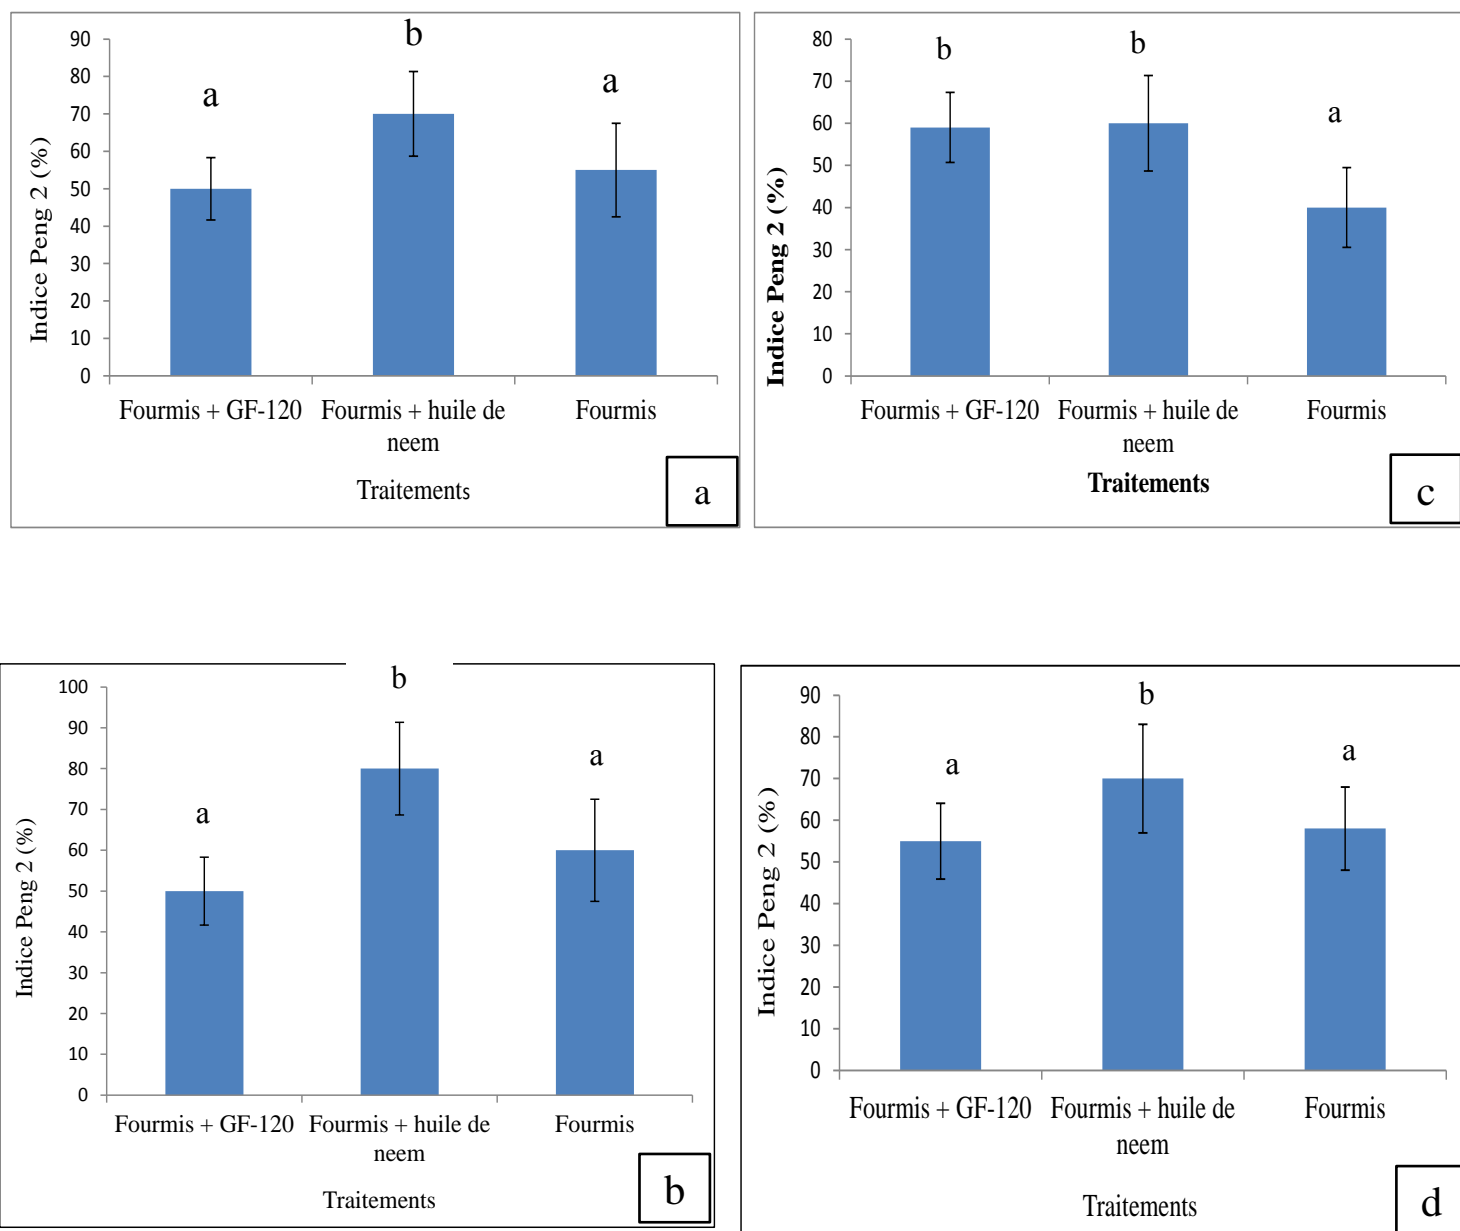 90
80
70
60
50
40
30
20
10
0
Indice Peng 2 (%)
a
b
a
Fourmis + GF-120
Fourmis + huile de
neem
Fourmis
Traitements
a
80
70
60
50
40
30
20
10
0
Indice Peng 2 (%)
b
b
a
Fourmis + GF-120
Fourmis + huile de
neem
Fourmis
Traitements
c
100
90
80
70
60
50
40
30
20
10
0
Indice Peng 2 (%)
a
b
a
Fourmis + GF-120
Fourmis + huile de
neem
Fourmis
Traitements
b
90
80
70
60
50
40
30
20
10
0
Indice Peng 2 (%)
a
b
a
Fourmis + GF-120
Fourmis + huile de
neem
Fourmis
Traitements
d